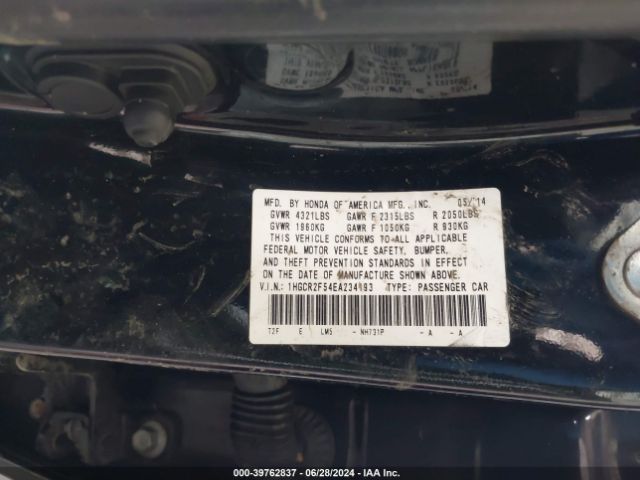 MFD. BY HONDA OF AMERICA MFG., INC. 03/14
GVWR 4321LBS GAWR F 2315LBS R 2050LBS
GVWR 1960KG GAWR F 1050KG R 930KG
THIS VEHICLE CONFORMS TO ALL APPLICABLE
FEDERAL MOTOR VEHICLE SAFETY, BUMPER,
AND THEFT PREVENTION STANDARDS IN EFFECT
ON THE DATE OF MANUFACTURE SHOWN ABOVE.
V.I.N.: 1HGCR2F54EA234193 TYPE: PASSENGER CAR
T2F E LM5 - NH731P - A - A
000-39762837 - 06/28/2024 - IAA Inc.